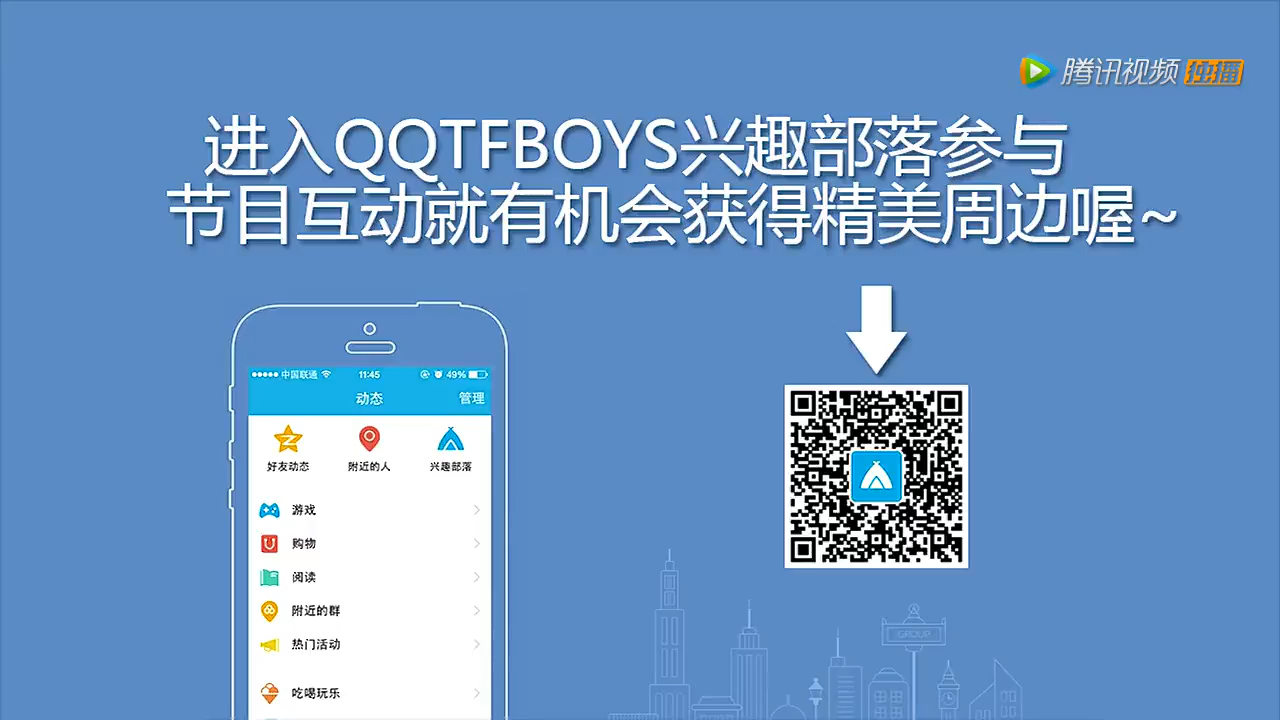 腾讯视频 独播
进入QQTFBOYS兴趣部落参与
节目互动就有机会获得精美周边喔~
中国联通 11:45 49%
动态 管理
好友动态 附近的人 兴趣部落
游戏
购物
阅读
附近的群
热门活动
吃喝玩乐
GROUP